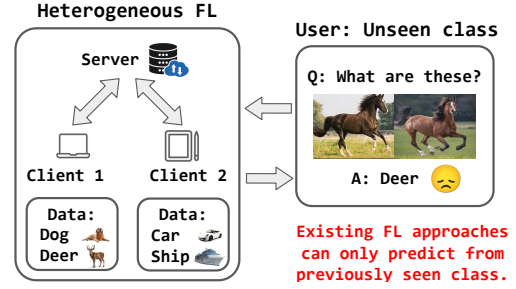 Heterogeneous FL
Server
Client 1
Client 2
Data:
Dog
Deer
Data:
Car
Ship
User: Unseen class
Q: What are these?
A: Deer
Existing FL approaches
can only predict from
previously seen class.